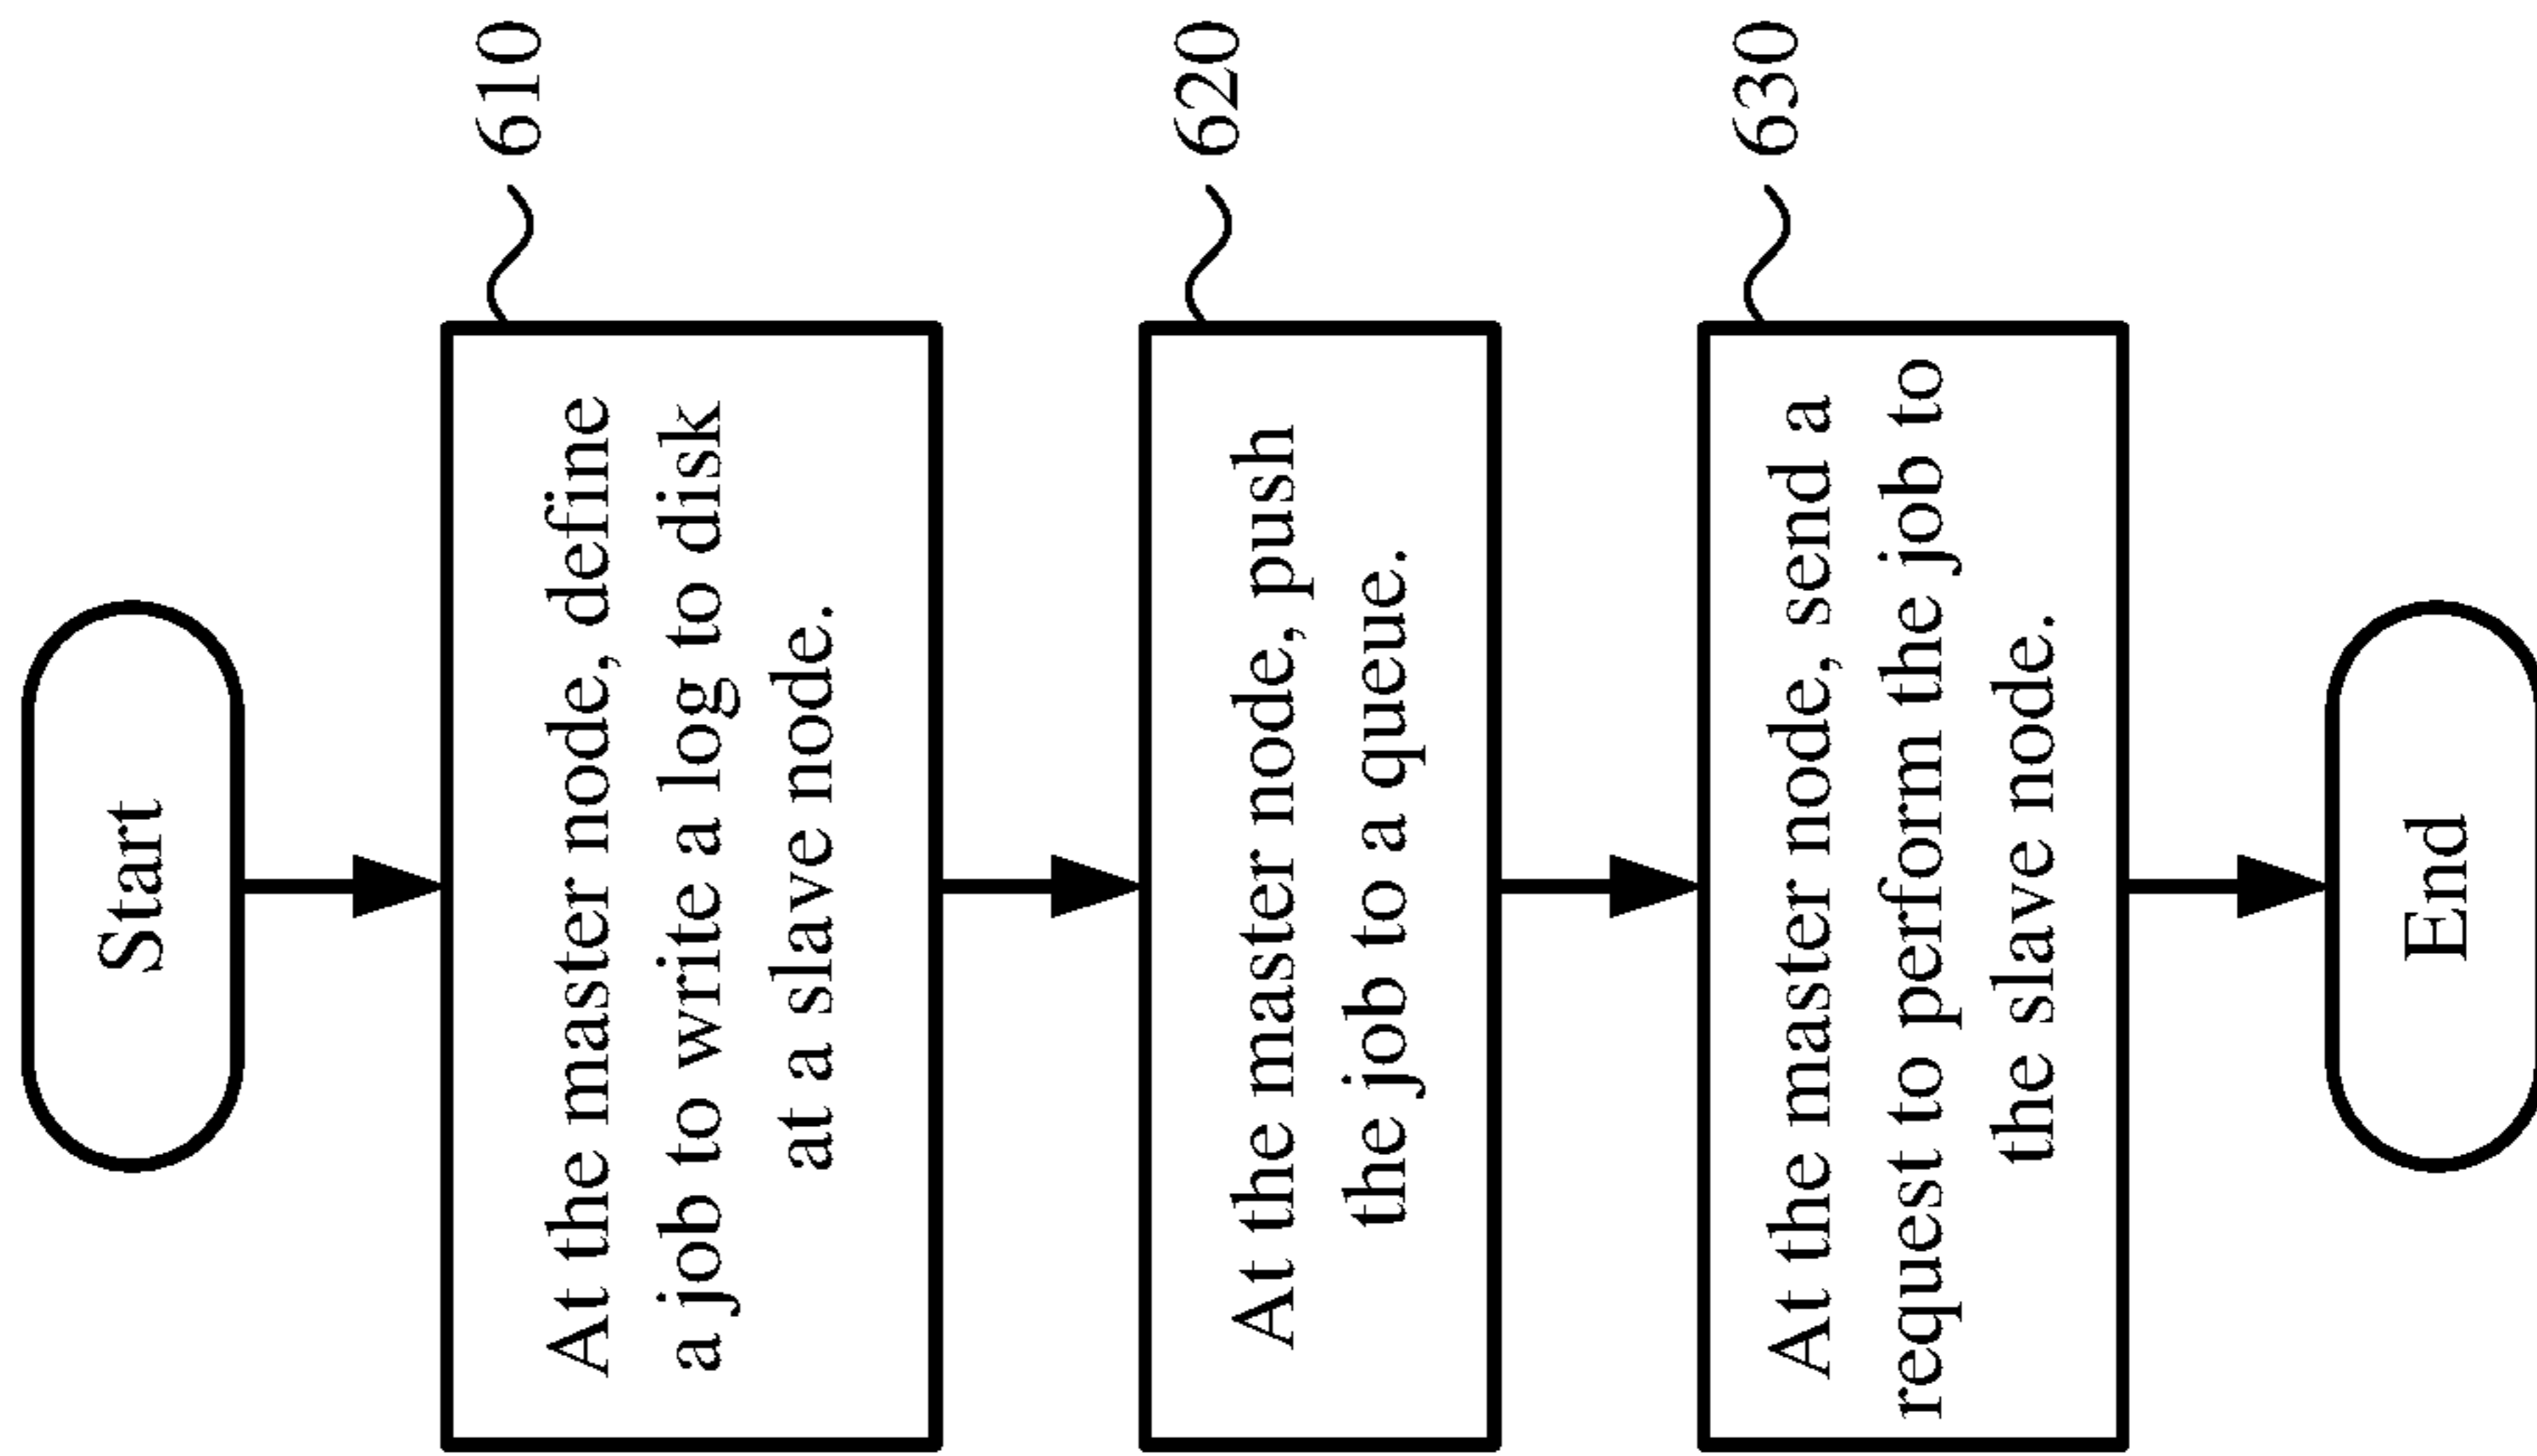 Start
At the master node, define
a job to write a log to disk
at a slave node.
610
At the master node, push
the job to a queue.
620
At the master node, send a
request to perform the job to
the slave node.
630
End